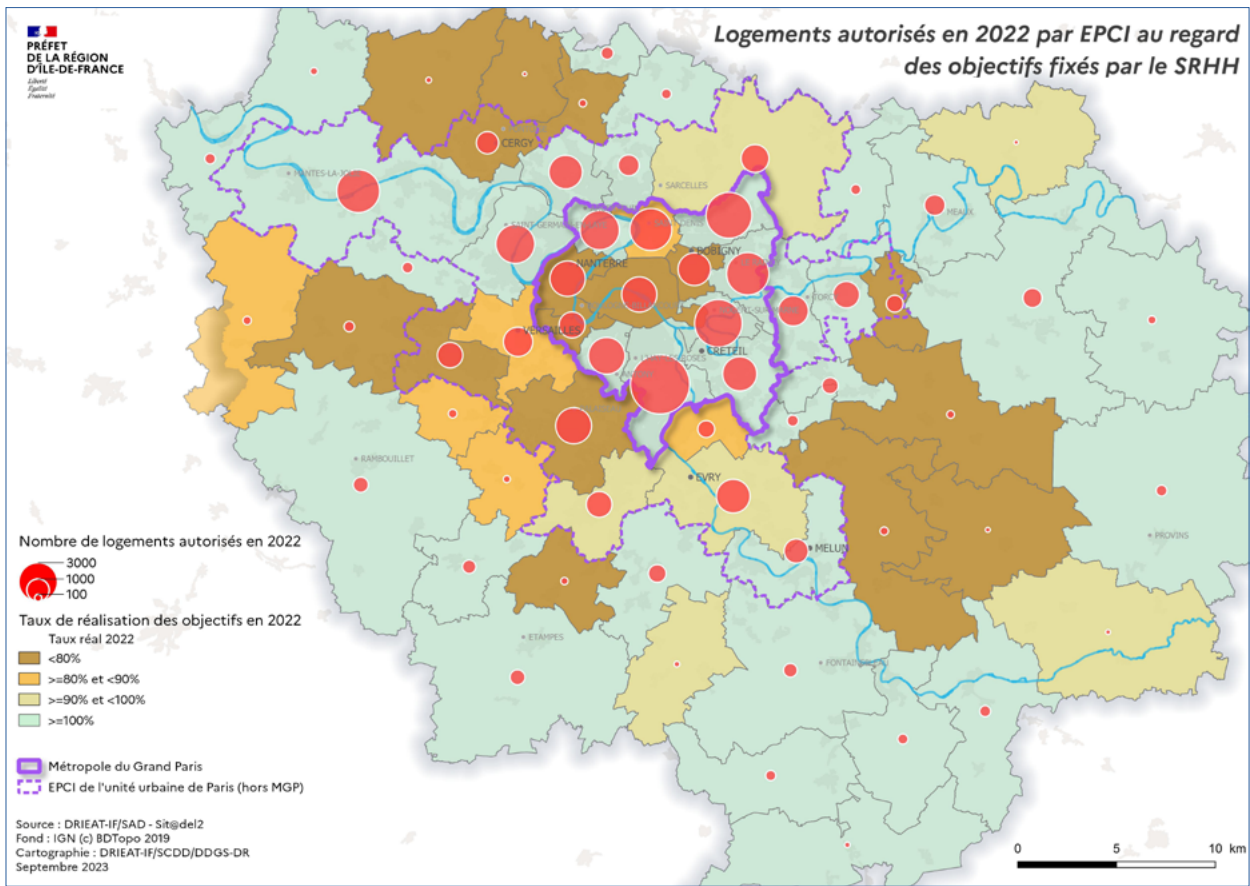 PRÉFET
DE LA RÉGION
D'ÎLE-DE-FRANCE
Liberté
Égalité
Fraternité
Logements autorisés en 2022 par EPCI au regard
des objectifs fixés par le SRHH
CERGY
MANTES-LA-JOLIE
SARCELLES
MEAUX
BOBIGNY
NANTERRE
VERSAILLES
CRÉTEIL
RAMBOUILLET
EVRY
MELUN
PROVINS
ETAMPES
Nombre de logements autorisés en 2022
3000
1000
100
Taux de réalisation des objectifs en 2022
Taux réal 2022
<80%
>=80% et <90%
>=90% et <100%
>=100%
Métropole du Grand Paris
EPCI de l'unité urbaine de Paris (hors MGP)
Source : DRIEAT-IF/SAD - Sit@del2
Fond : IGN (c) BDTopo 2019
Cartographie : DRIEAT-IF/SCDD/DDGS-DR
Septembre 2023
0 5 10 km